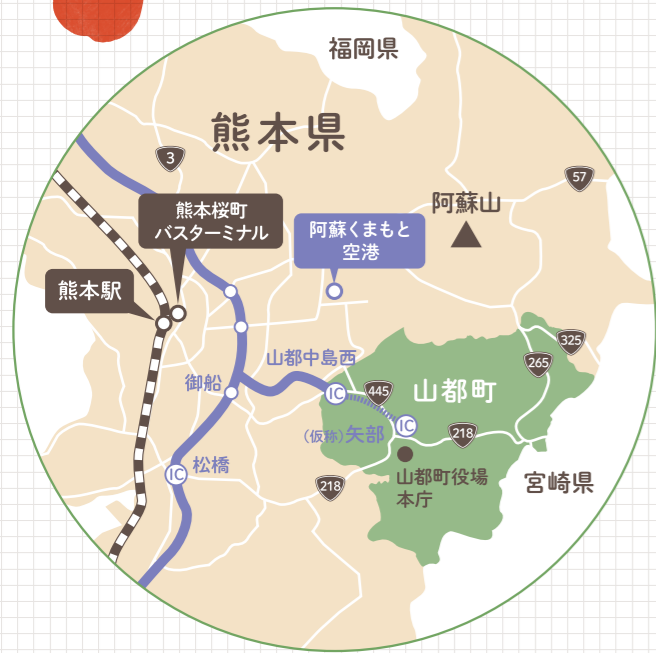 福岡県
熊本県
3
57
阿蘇山
熊本桜町
バスターミナル
阿蘇くまもと
空港
熊本駅
325
265
山都中島西
御船
IC
445
山都町
(仮称)矢部
IC
218
松橋
IC
218
山都町役場
本庁
宮崎県